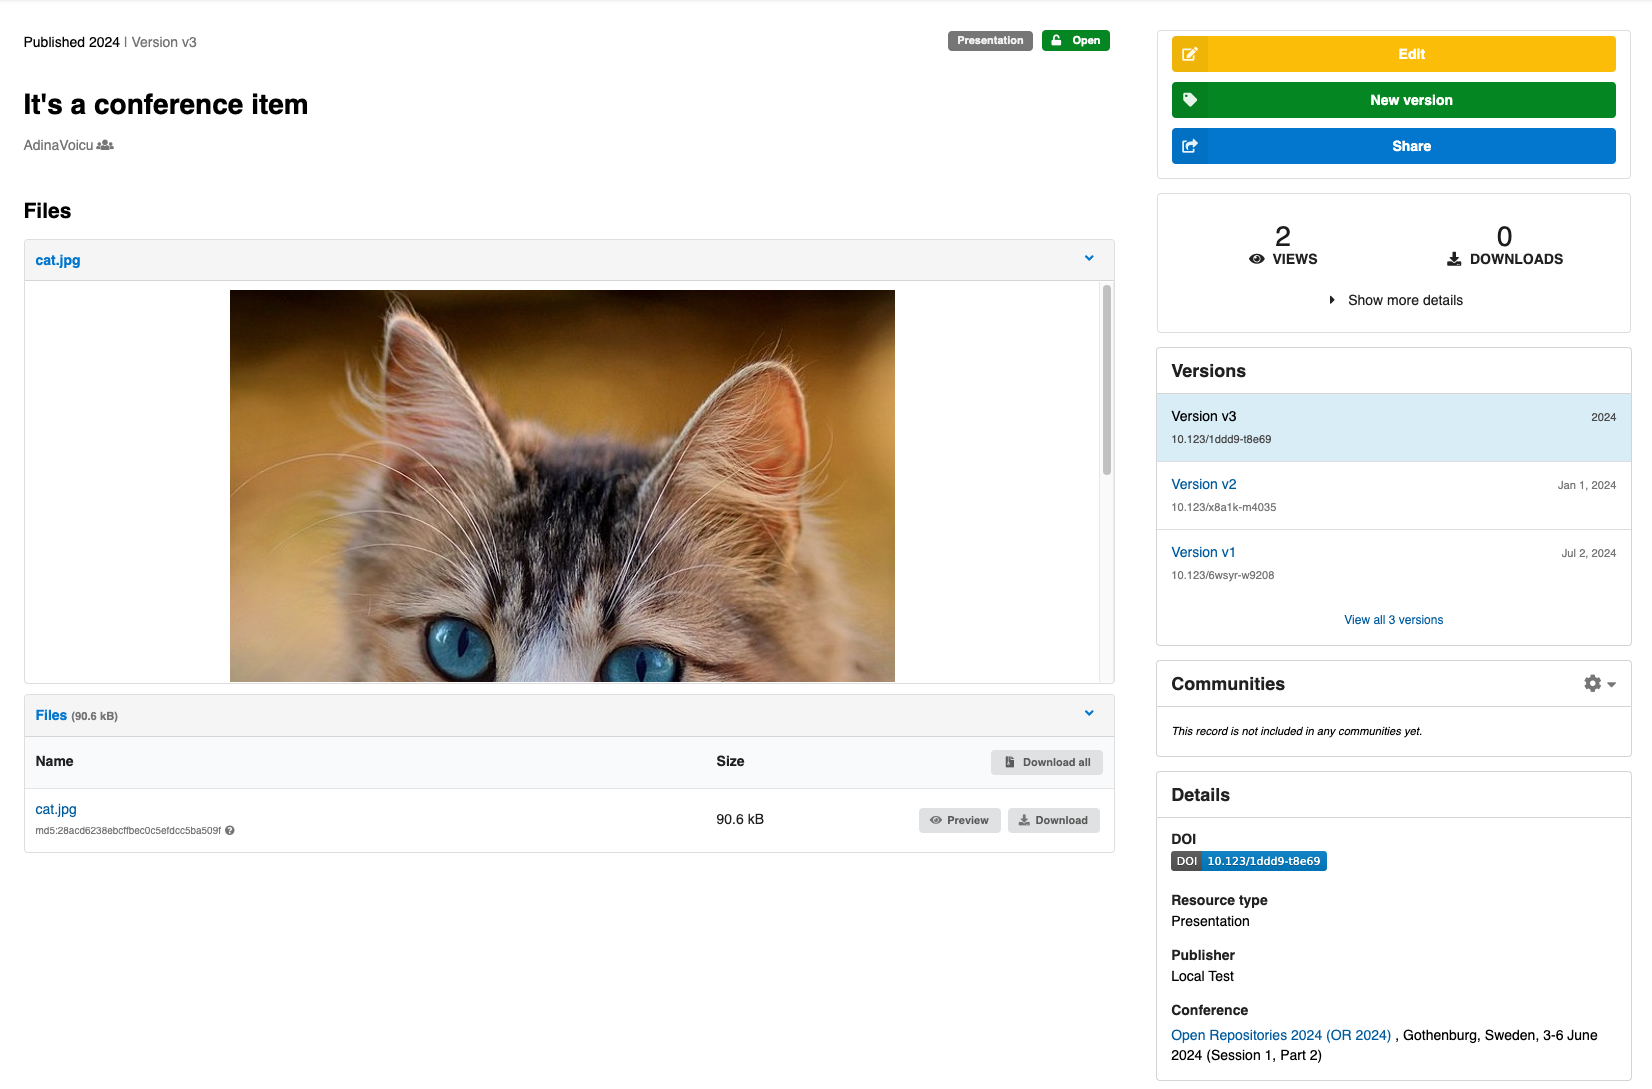 Published 2024 | Version v3
Presentation
Open
It's a conference item
AdinaVoicu
Files
cat.jpg
Files (90.6 kB)
Name
Size
Download all
cat.jpg
md5:28acd6238ebcffbec0c5efdcc5ba509f
90.6 kB
Preview
Download
Edit
New version
Share
2
VIEWS
0
DOWNLOADS
Show more details
Versions
Version v3
2024
10.123/1ddd9-t8e69
Version v2
Jan 1, 2024
10.123/x8a1k-m4035
Version v1
Jul 2, 2024
10.123/6wsyr-w9208
View all 3 versions
Communities
This record is not included in any communities yet.
Details
DOI
DOI 10.123/1ddd9-t8e69
Resource type
Presentation
Publisher
Local Test
Conference
Open Repositories 2024 (OR 2024) , Gothenburg, Sweden, 3-6 June
2024 (Session 1, Part 2)